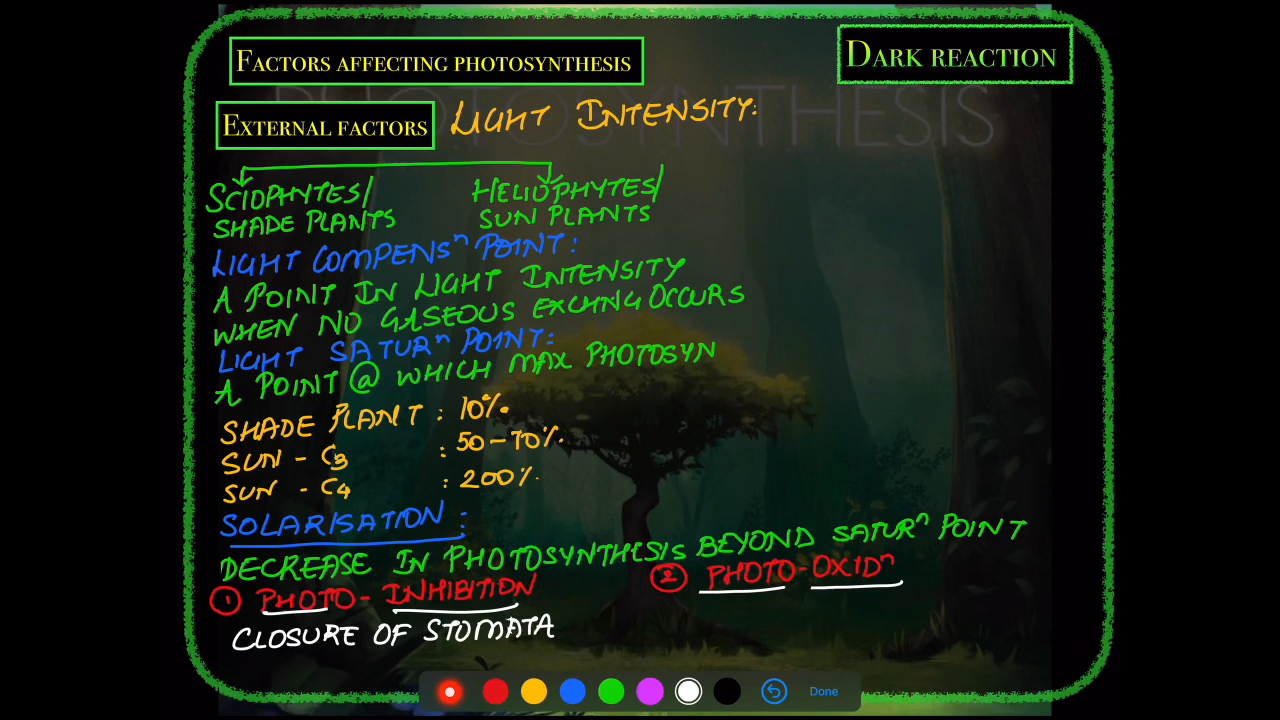 FACTORS AFFECTING PHOTOSYNTHESIS
DARK REACTION
PHOTOSYNTHESIS
EXTERNAL FACTORS
LIGHT INTENSITY:
SCIOPHYTES/
SHADE PLANTS
HELIOPHYTES/
SUN PLANTS
LIGHT COMPENSⁿ POINT:
A POINT IN LIGHT INTENSITY
WHEN NO GASEOUS EXCHNG OCCURS
LIGHT SATURⁿ POINT:
A POINT @ WHICH MAX PHOTOSYN
SHADE PLANT : 10%
SUN - C3 : 50-70%
SUN - C4 : 200%
SOLARISATION:
DECREASE IN PHOTOSYNTHESIS BEYOND SATURⁿ POINT
① PHOTO-INHIBITION
② PHOTO-OXIDⁿ
CLOSURE OF STOMATA
Done